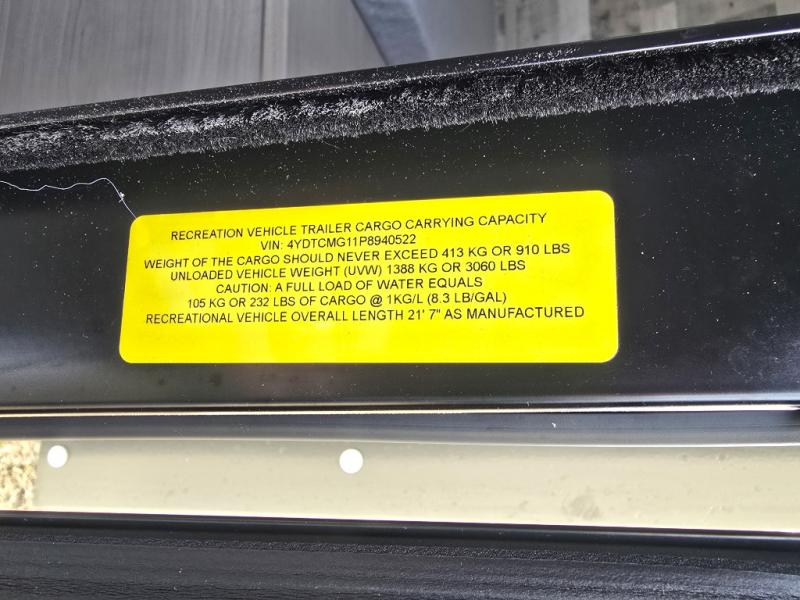 RECREATION VEHICLE TRAILER CARGO CARRYING CAPACITY
VIN: 4YDTCMG11P8940522
WEIGHT OF THE CARGO SHOULD NEVER EXCEED 413 KG OR 910 LBS
UNLOADED VEHICLE WEIGHT (UVW) 1388 KG OR 3060 LBS
CAUTION: A FULL LOAD OF WATER EQUALS
105 KG OR 232 LBS OF CARGO @ 1KG/L (8.3 LB/GAL)
RECREATIONAL VEHICLE OVERALL LENGTH 21' 7" AS MANUFACTURED